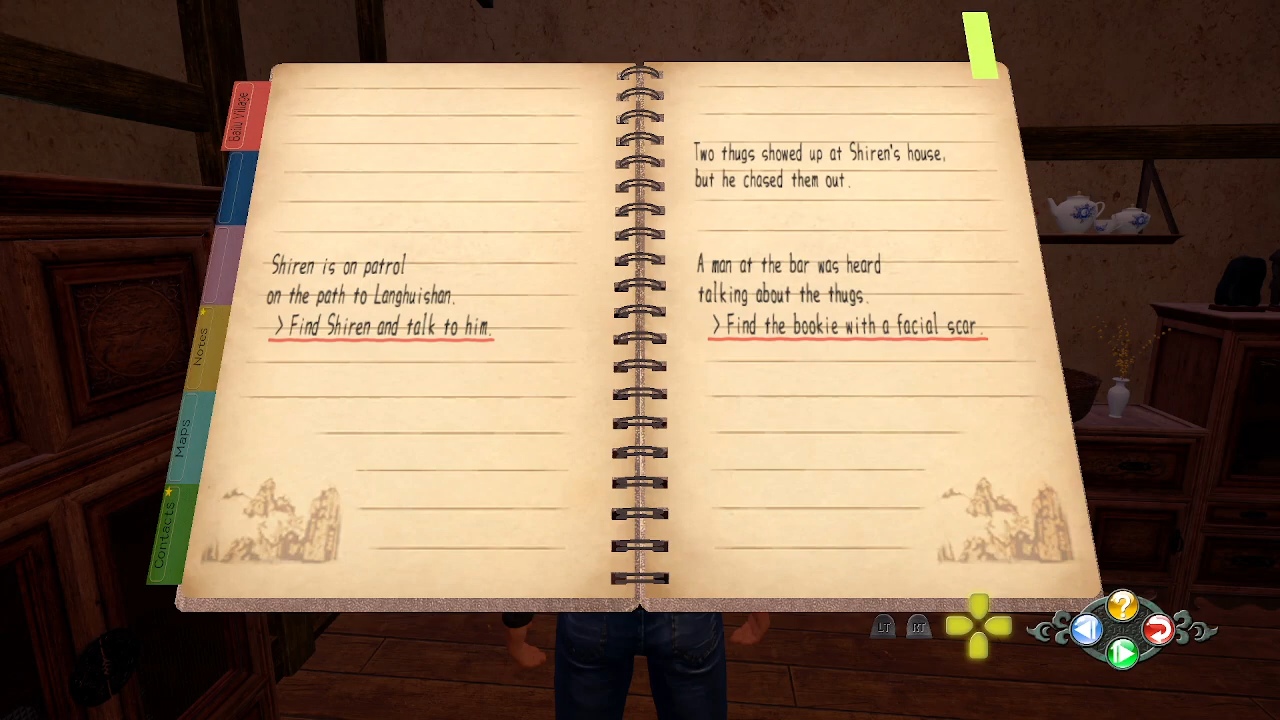 Bailu Village
Notes
Maps
Contacts
Shiren is on patrol
on the path to Langhuishan.
>Find Shiren and talk to him.
Two thugs showed up at Shiren's house,
but he chased them out.
A man at the bar was heard
talking about the thugs.
>Find the bookie with a facial scar.
LT RT
?